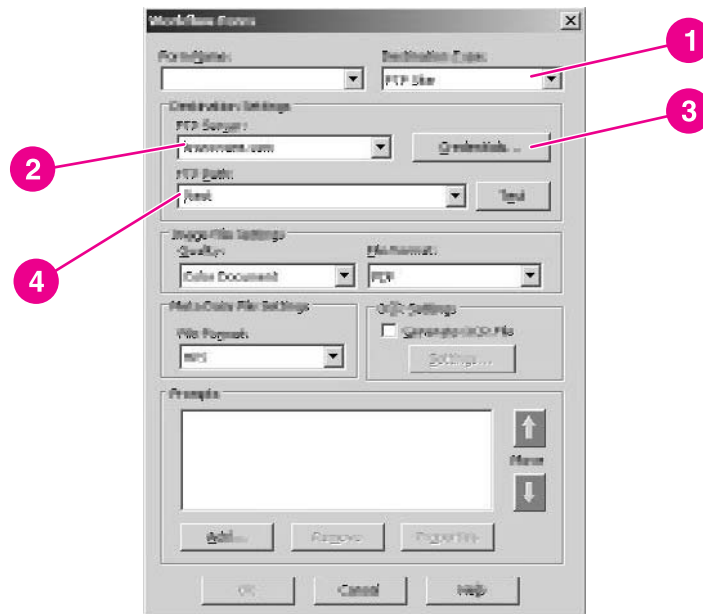 Workflow Forms
Form Name:
Destination Type:
1
FTP Site
Destination Settings
3
FTP Server:
2
Credentials...
FTP Path:
/test
Test
4
Image File Settings
Quality:
File Format:
Color Document
PDF
Meta-Data File Settings
OCR Settings
File Format:
Generate OCR File
Settings...
Prompts
Move
Add...
Remove
Properties
OK
Cancel
Help